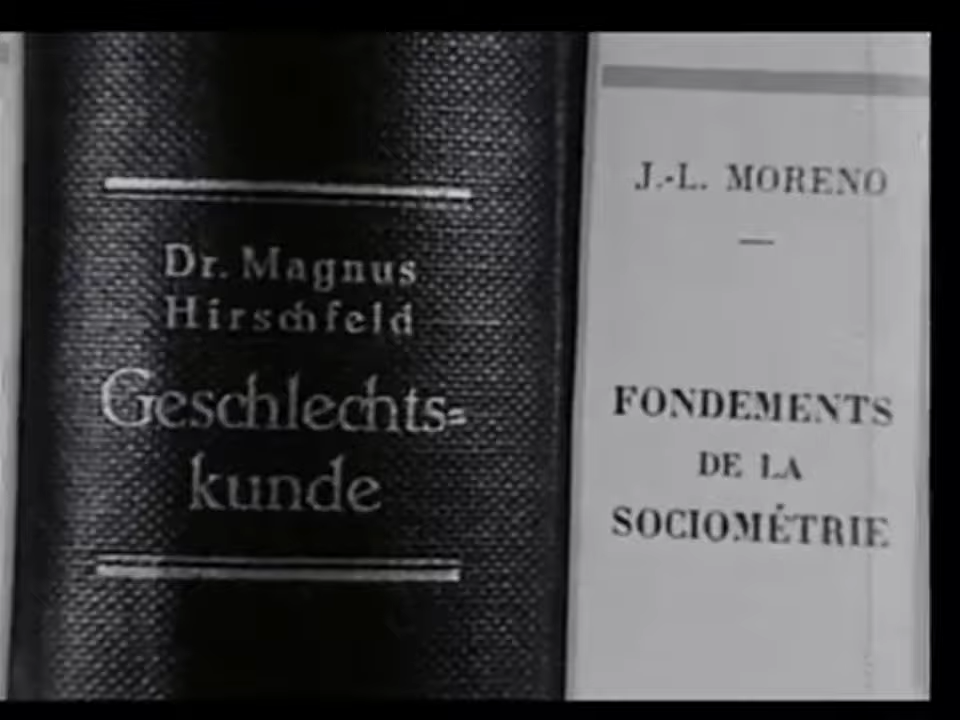 Dr. Magnus
Hirschfeld
Geschlechts=
kunde
J.-L. MORENO
—
FONDEMENTS
DE LA
SOCIOMÉTRIE